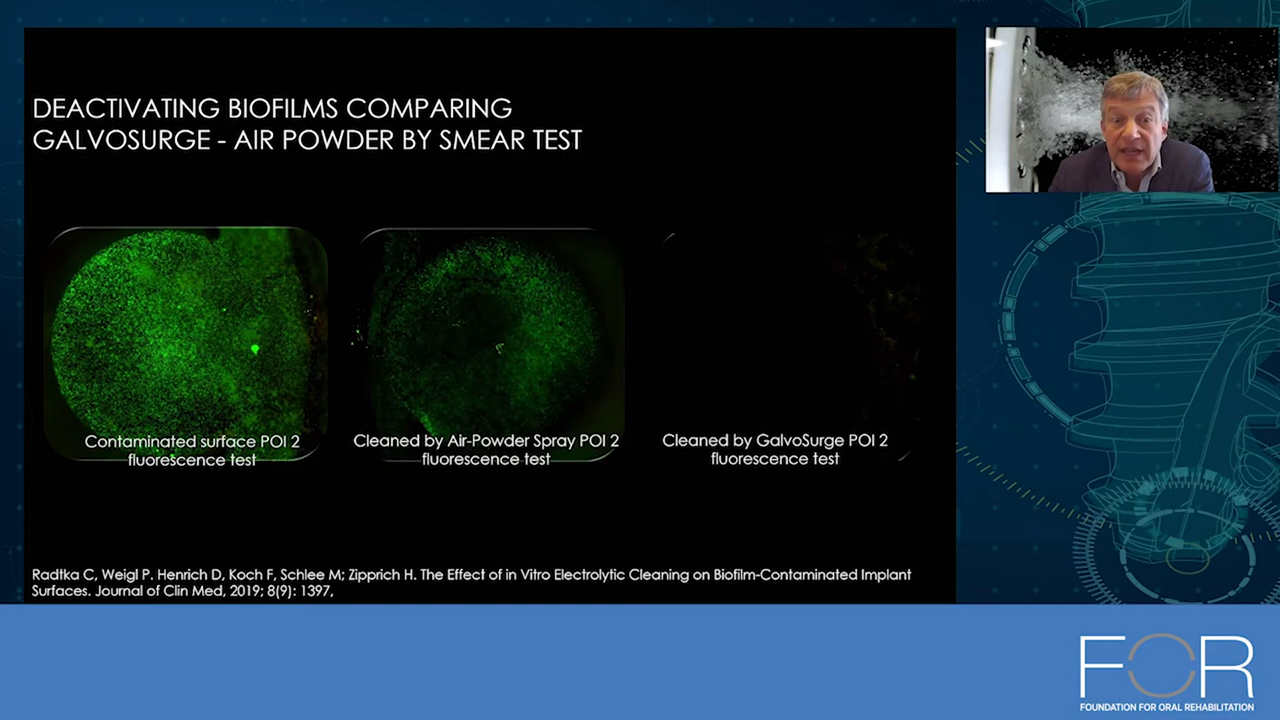 DEACTIVATING BIOFILMS COMPARING
GALVOSURGE - AIR POWDER BY SMEAR TEST
Contaminated surface POI 2
fluorescence test
Cleaned by Air-Powder Spray POI 2
fluorescence test
Cleaned by GalvoSurge POI 2
fluorescence test
Radtka C, Weigl P. Henrich D, Koch F, Schlee M; Zipprich H. The Effect of in Vitro Electrolytic Cleaning on Biofilm-Contaminated Implant
Surfaces. Journal of Clin Med, 2019; 8(9): 1397,
FOR
FOUNDATION FOR ORAL REHABILITATION